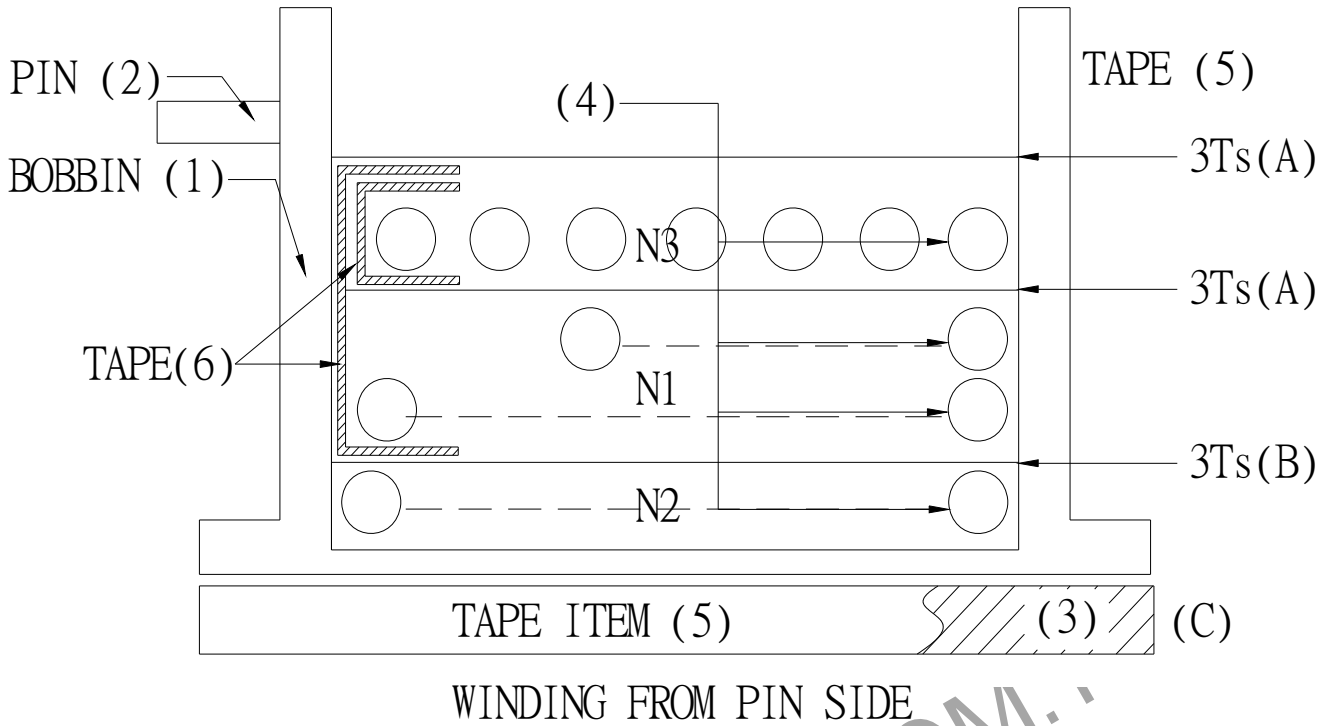 PIN (2)
(4)
TAPE (5)
BOBBIN (1)
3Ts(A)
N3
3Ts(A)
TAPE(6)
N1
3Ts(B)
N2
TAPE ITEM (5)
(3)
(C)
WINDING FROM PIN SIDE